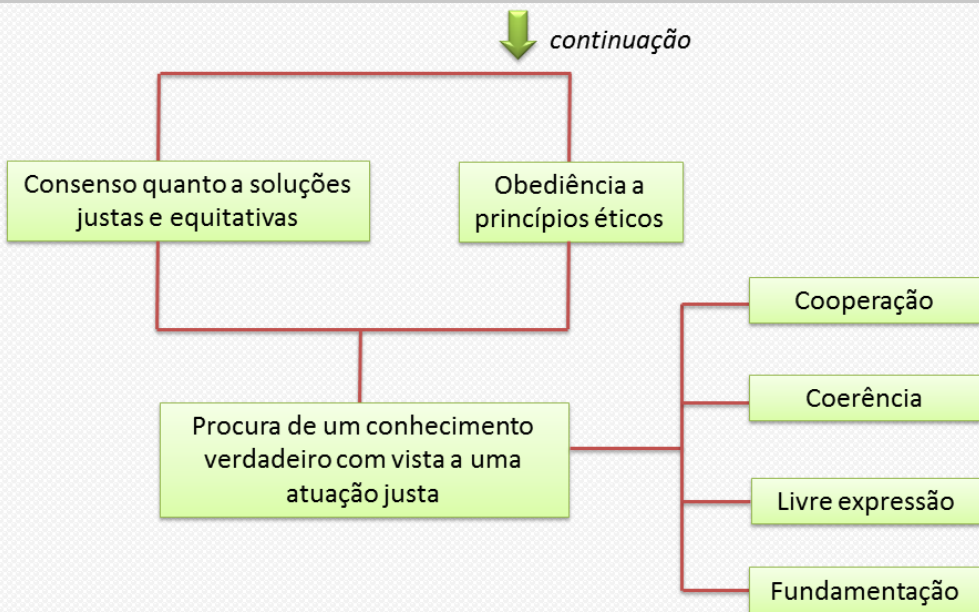 continuação
Consenso quanto a soluções
justas e equitativas
Obediência a
princípios éticos
Cooperação
Coerência
Procura de um conhecimento
verdadeiro com vista a uma
atuação justa
Livre expressão
Fundamentação